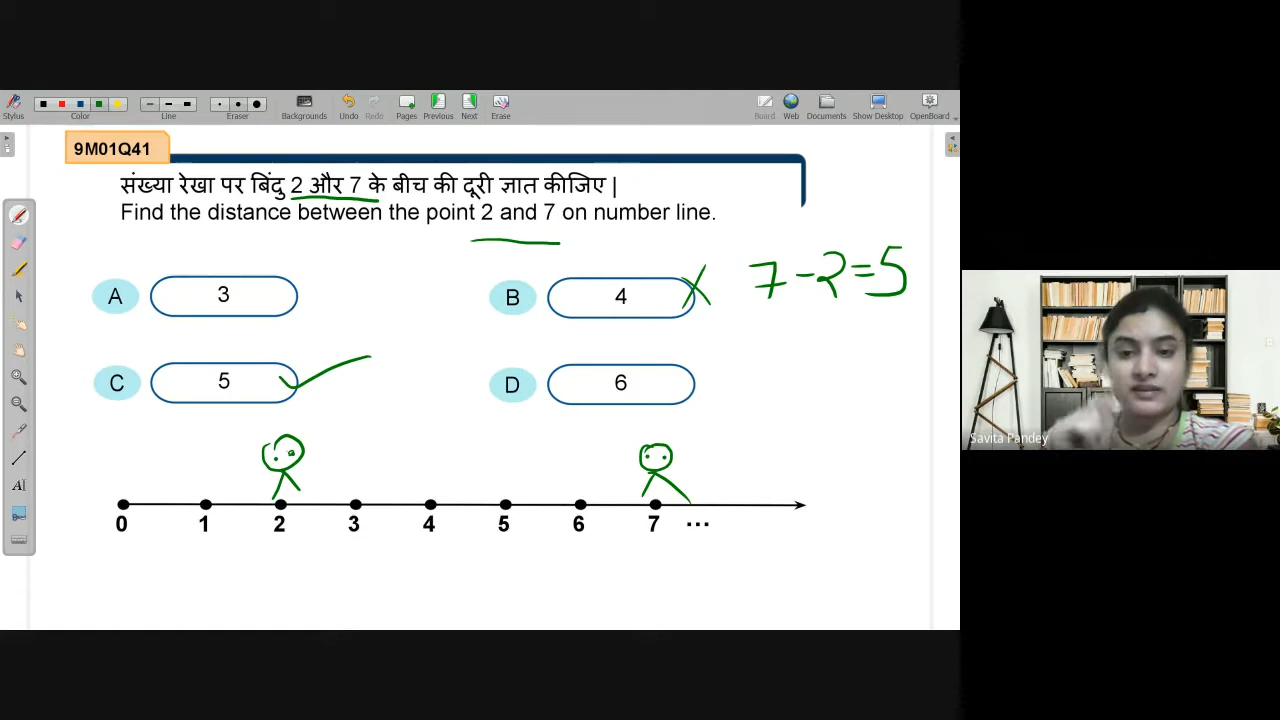 Stylus
Color
Line
Eraser
Backgrounds
Undo
Redo
Pages
Previous
Next
Erase
Board
Web
Documents
Show Desktop
OpenBoard
9M01Q41
संख्या रेखा पर बिंदु 2 और 7 के बीच की दूरी ज्ञात कीजिए |
Find the distance between the point 2 and 7 on number line.
7-2=5
A 3
B 4
C 5
D 6
Savita Pandey
0 1 2 3 4 5 6 7 ...